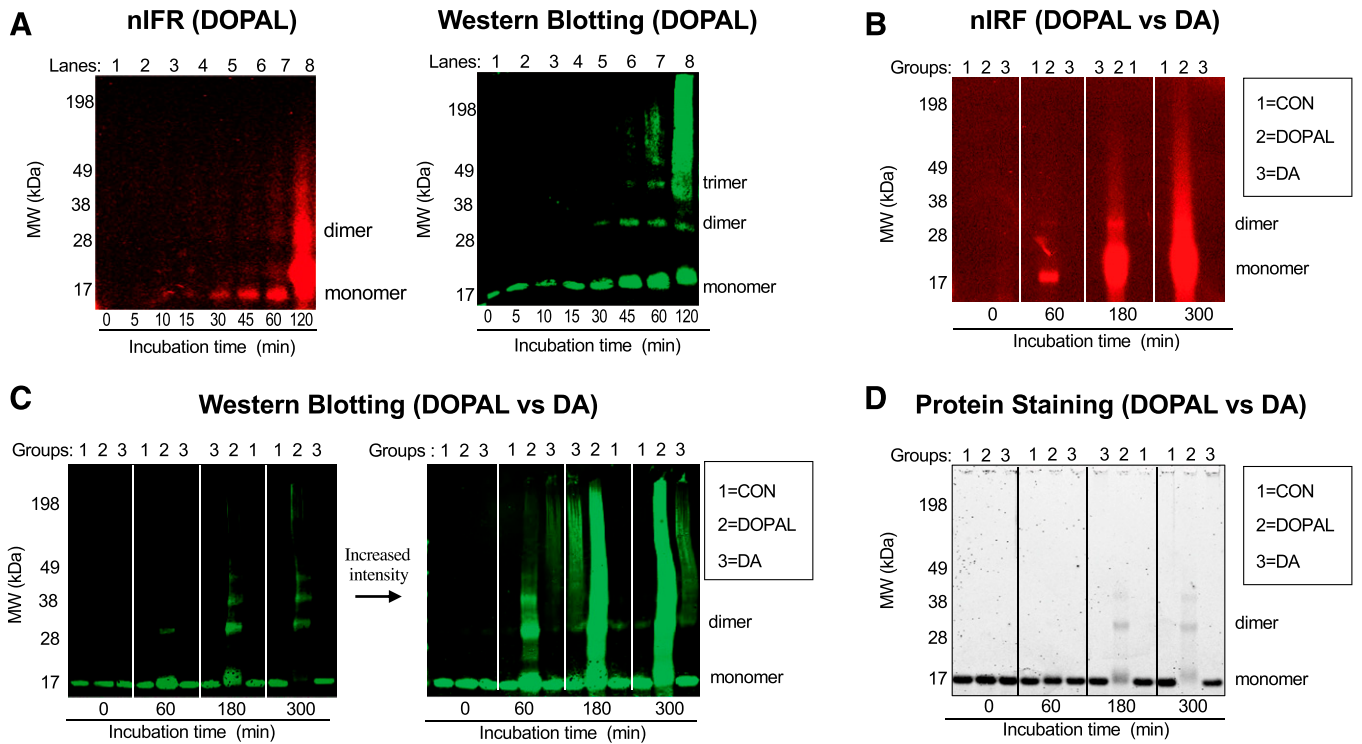 A
nIFR (DOPAL)
Lanes: 1 2 3 4 5 6 7 8
MW (kDa)
198
49
38
28
17
dimer
monomer
0 5 10 15 30 45 60 120
Incubation time (min)
Western Blotting (DOPAL)
Lanes: 1 2 3 4 5 6 7 8
MW (kDa)
198
49
38
28
17
trimer
dimer
monomer
0 5 10 15 30 45 60 120
Incubation time (min)
B
nIRF (DOPAL vs DA)
Groups: 1 2 3 1 2 3 3 2 1 1 2 3
MW (kDa)
198
49
38
28
17
1=CON
2=DOPAL
3=DA
dimer
monomer
0 60 180 300
Incubation time (min)
C
Western Blotting (DOPAL vs DA)
Groups: 1 2 3 1 2 3 3 2 1 1 2 3
MW (kDa)
198
49
38
28
17
0 60 180 300
Incubation time (min)
Increased
intensity
Groups : 1 2 3 1 2 3 3 2 1 1 2 3
1=CON
2=DOPAL
3=DA
dimer
monomer
0 60 180 300
Incubation time (min)
D
Protein Staining (DOPAL vs DA)
Groups: 1 2 3 1 2 3 3 2 1 1 2 3
MW (kDa)
198
49
38
28
17
1=CON
2=DOPAL
3=DA
dimer
monomer
0 60 180 300
Incubation time (min)